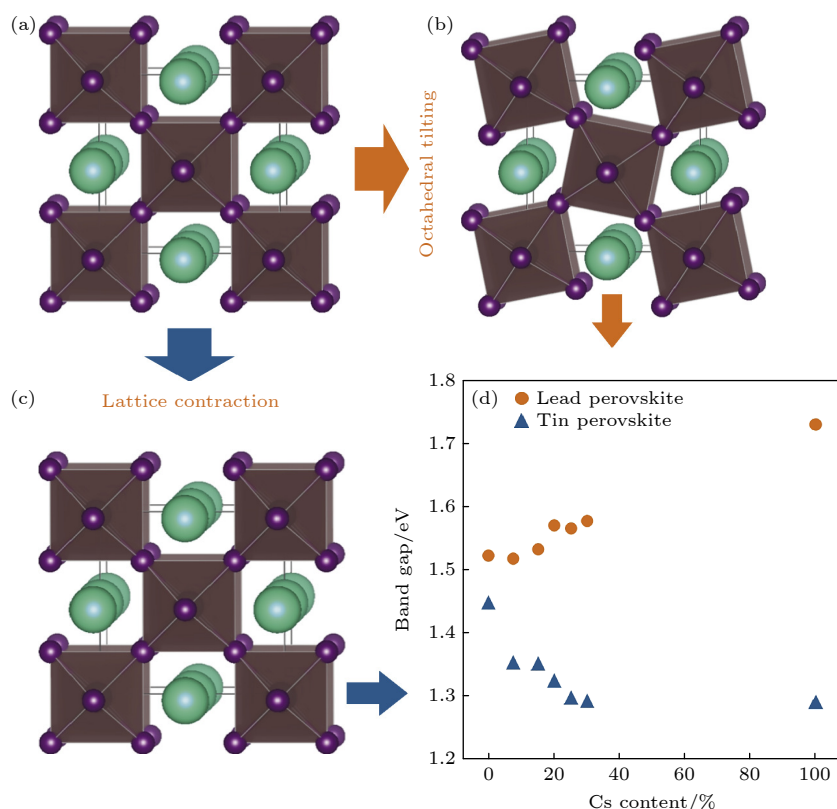 (a)
(b)
Octahedral tilting
(c)
Lattice contraction
(d)
Lead perovskite
Tin perovskite
1.8
1.7
1.6
1.5
1.4
1.3
1.2
Band gap/eV
0
20
40
60
80
100
Cs content/%